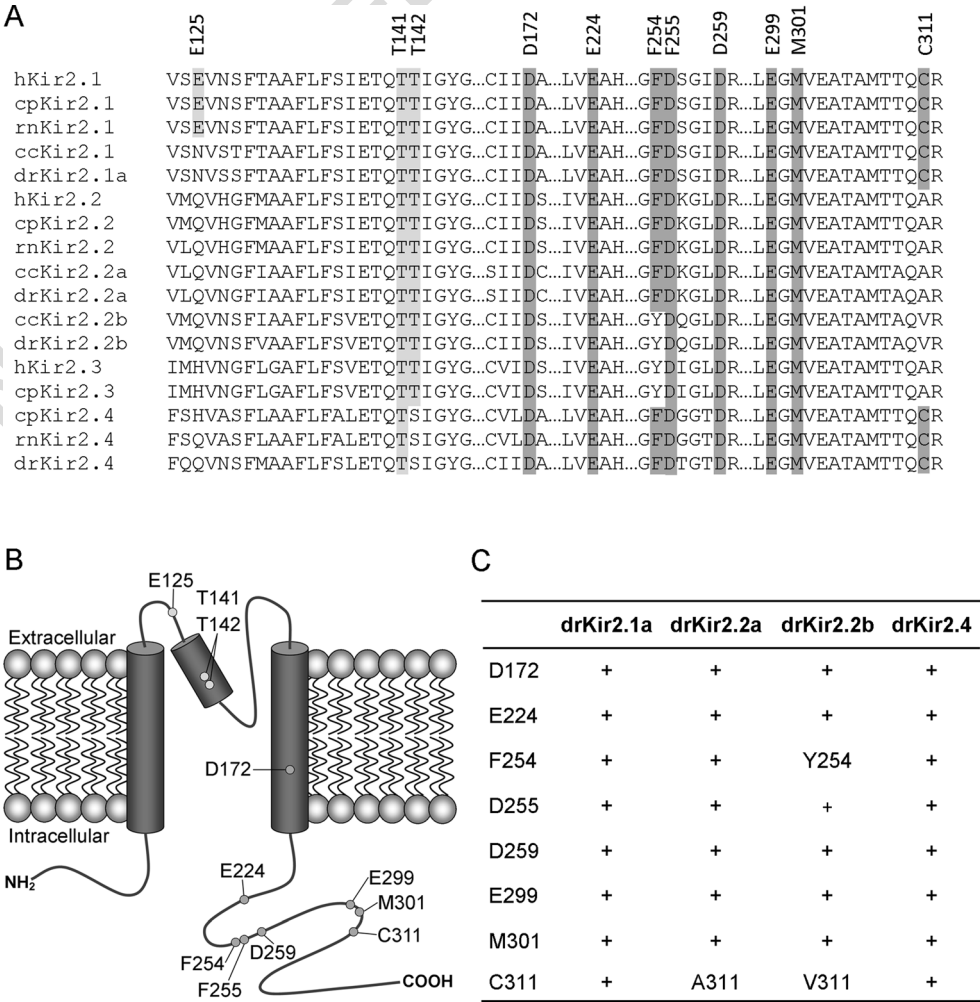 A
E125 T141 T142 D172 E224 F254 F255 D259 E299 M301 C311
hKir2.1 VSEVNSFTAAFLFSIETQTTIGYG...CIIDA...LVEAH...GFDSGIDR...LEGMVEATAMTTQCR
cpKir2.1 VSEVNSFTAAFLFSIETQTTIGYG...CIIDA...LVEAH...GFDSGIDR...LEGMVEATAMTTQCR
rnKir2.1 VSEVNSFTAAFLFSIETQTTIGYG...CIIDA...LVEAH...GFDSGIDR...LEGMVEATAMTTQCR
ccKir2.1 VSNVSTFTAAFLFSIETQTTIGYG...CIIDA...LVEAH...GFDSGIDR...LEGMVEATAMTTQCR
drKir2.1a VSNVSSFTAAFLFSIETQTTIGYG...CIIDA...LVEAH...GFDSGIDR...LEGMVEATAMTTQCR
hKir2.2 VMQVHGFMAAFLFSIETQTTIGYG...CIIDS...IVEAH...GFDKGLDR...LEGMVEATAMTTQAR
cpKir2.2 VMQVHGFMAAFLFSIETQTTIGYG...CIIDS...IVEAH...GFDKGLDR...LEGMVEATAMTTQAR
rnKir2.2 VLQVHGFMAAFLFSIETQTTIGYG...CIIDS...IVEAH...GFDKGLDR...LEGMVEATAMTTQAR
ccKir2.2a VLQVNGFIAAFLFSIETQTTIGYG...SIIDC...IVEAH...GFDKGLDR...LEGMVEATAMTAQAR
drKir2.2a VLQVNGFIAAFLFSIETQTTIGYG...SIIDC...IVEAH...GFDKGLDR...LEGMVEATAMTAQAR
ccKir2.2b VMQVNSFIAAFLFSVETQTTIGYG...CIIDS...IVEAH...GYDQGLDR...LEGMVEATAMTAQVR
drKir2.2b VMQVNSFVAAFLFSVETQTTIGYG...CIIDS...IVEAH...GYDQGLDR...LEGMVEATAMTAQVR
hKir2.3 IMHVNGFLGAFLFSVETQTTIGYG...CVIDS...IVEAH...GYDIGLDR...LEGMVEATAMTTQAR
cpKir2.3 IMHVNGFLGAFLFSVETQTTIGYG...CVIDS...IVEAH...GYDIGLDR...LEGMVEATAMTTQAR
cpKir2.4 FSHVASFLAAFLFALETQTSIGYG...CVLDA...LVEAH...GFDGGTDR...LEGMVEATAMTTQCR
rnKir2.4 FSQVASFLAAFLFALETQTSIGYG...CVLDA...LVEAH...GFDGGTDR...LEGMVEATAMTTQCR
drKir2.4 FQQVNSFMAAFLFSLETQTSIGYG...CIIDA...LVEAH...GFDTGTDR...LEGMVEATAMTTQCR
B
E125
T141
T142
Extracellular
D172
Intracellular
NH2
E224
E299
M301
C311
D259
F254
F255
COOH
C
drKir2.1a drKir2.2a drKir2.2b drKir2.4
D172 + + + +
E224 + + + +
F254 + + Y254 +
D255 + + + +
D259 + + + +
E299 + + + +
M301 + + + +
C311 + A311 V311 +